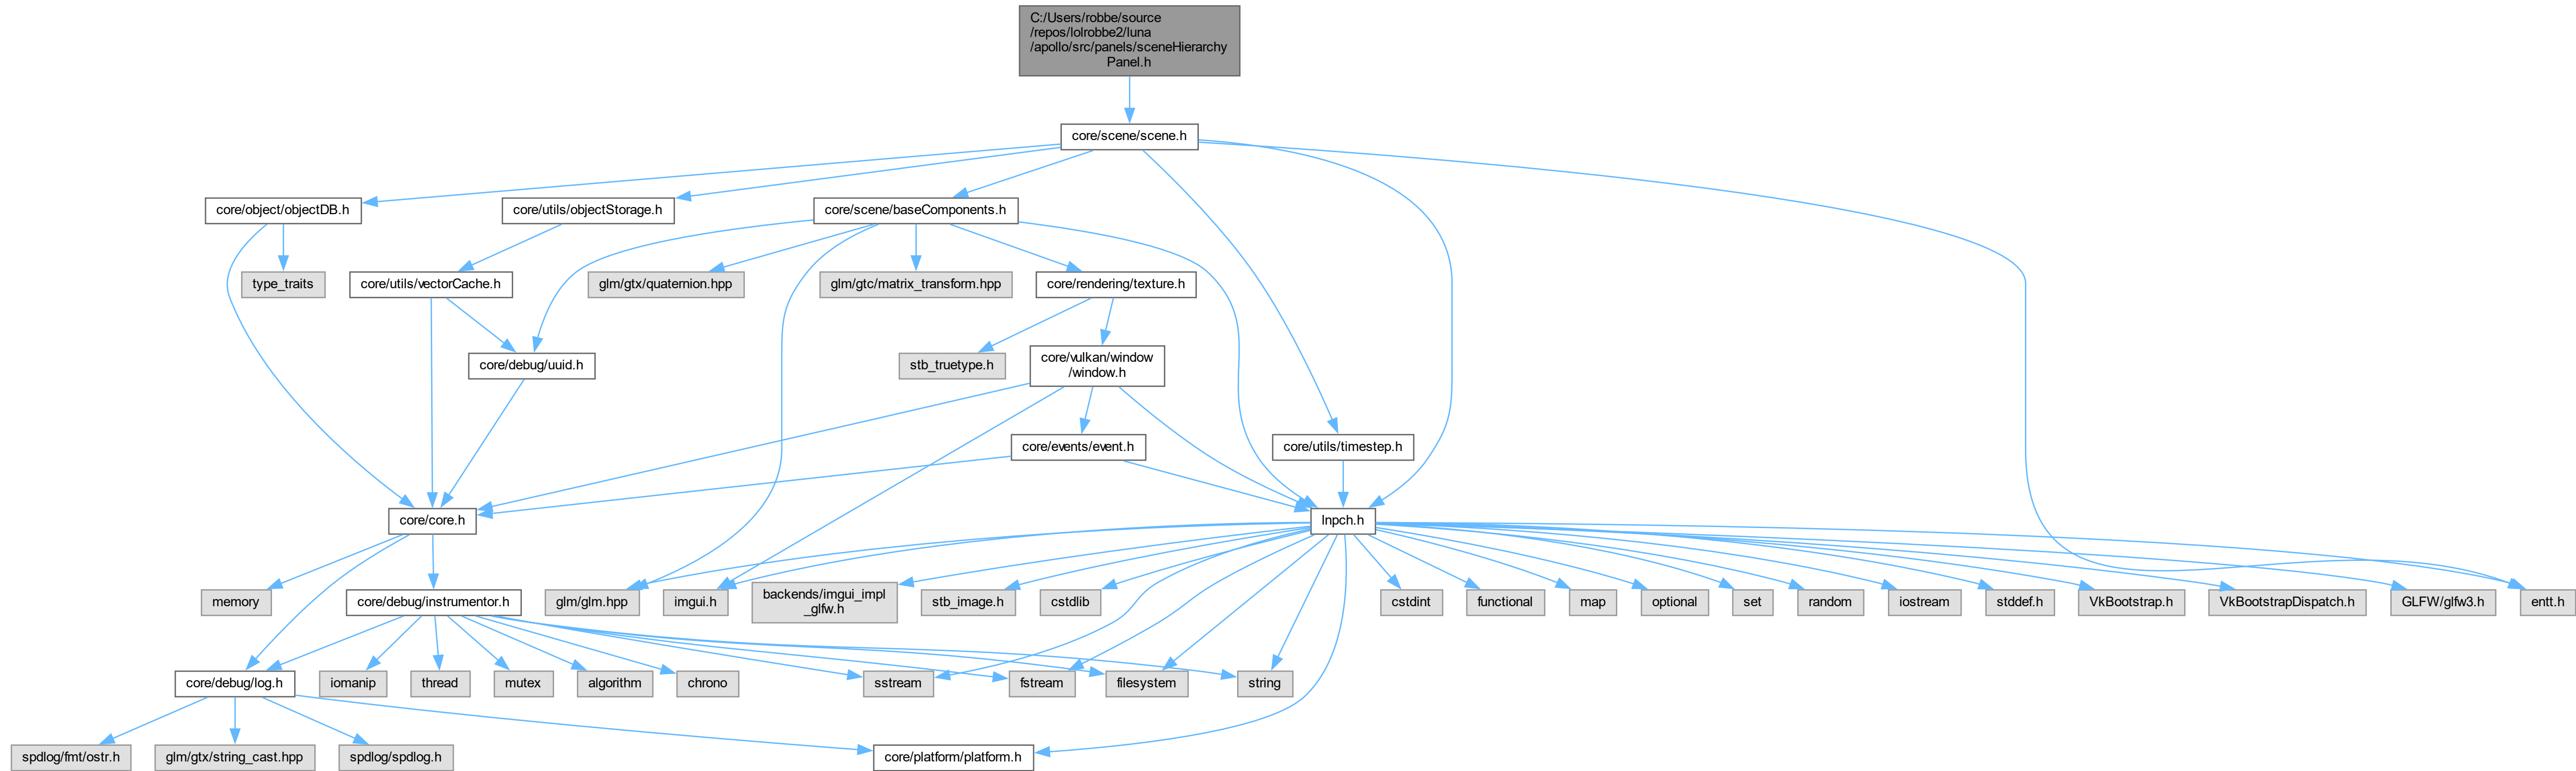 C:/Users/robbe/source
/repos/lolrobbe2/luna
/apollo/src/panels/sceneHierarchy
Panel.h
core/scene/scene.h
core/object/objectDB.h
core/utils/objectStorage.h
core/scene/baseComponents.h
type_traits
core/utils/vectorCache.h
glm/gtx/quaternion.hpp
glm/gtc/matrix_transform.hpp
core/rendering/texture.h
core/debug/uuid.h
stb_truetype.h
core/vulkan/window
/window.h
core/events/event.h
core/utils/timestep.h
core/core.h
lnpch.h
memory
core/debug/instrumentor.h
glm/glm.hpp
imgui.h
backends/imgui_impl
_glfw.h
stb_image.h
cstdlib
cstdint
functional
map
optional
set
random
iostream
stddef.h
VkBootstrap.h
VkBootstrapDispatch.h
GLFW/glfw3.h
entt.h
core/debug/log.h
iomanip
thread
mutex
algorithm
chrono
sstream
fstream
filesystem
string
spdlog/fmt/ostr.h
glm/gtx/string_cast.hpp
spdlog/spdlog.h
core/platform/platform.h